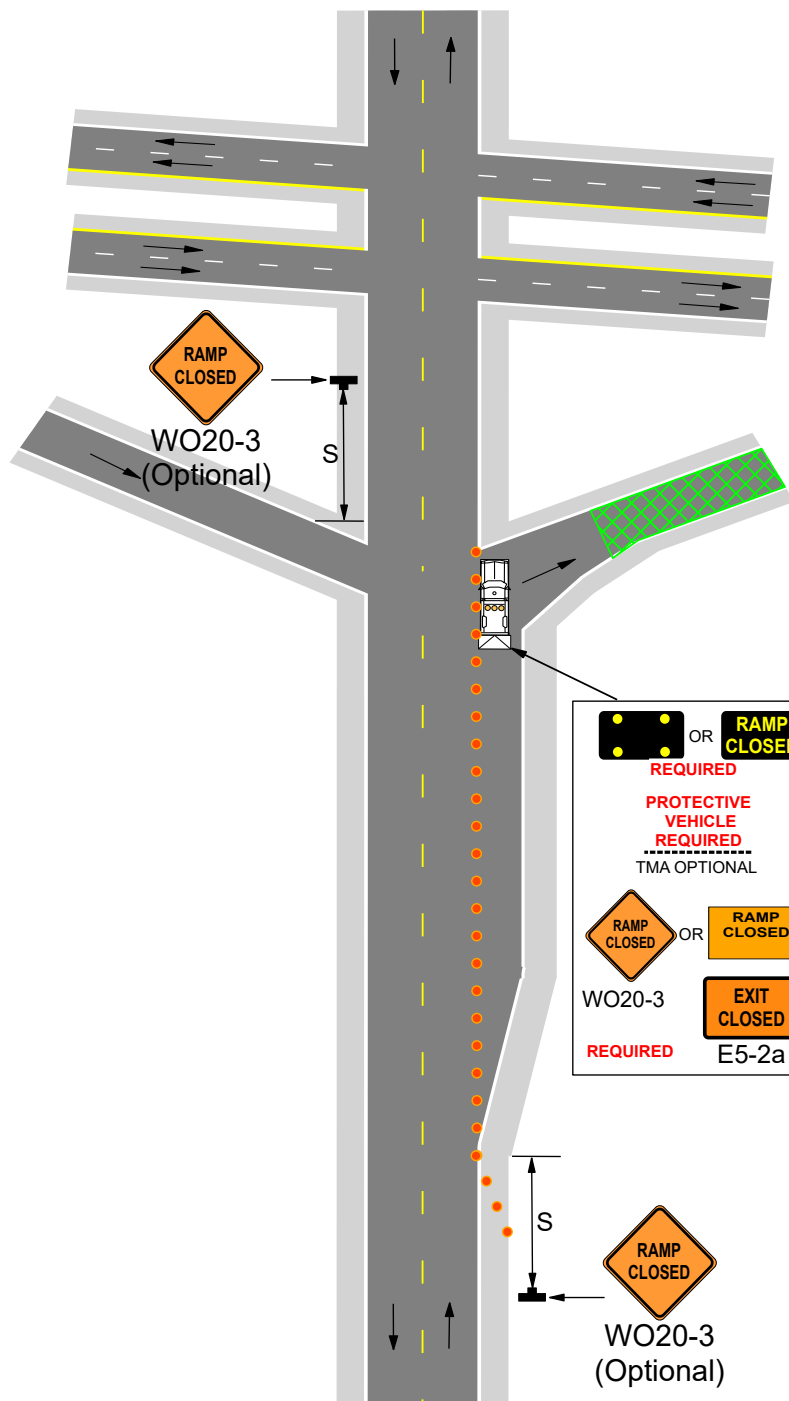 RAMP
CLOSED
WO20-3
(Optional)
S
OR
RAMP
CLOSED
REQUIRED
PROTECTIVE
VEHICLE
REQUIRED
TMA OPTIONAL
RAMP
CLOSED
OR
RAMP
CLOSED
WO20-3
EXIT
CLOSED
REQUIRED
E5-2a
S
RAMP
CLOSED
WO20-3
(Optional)